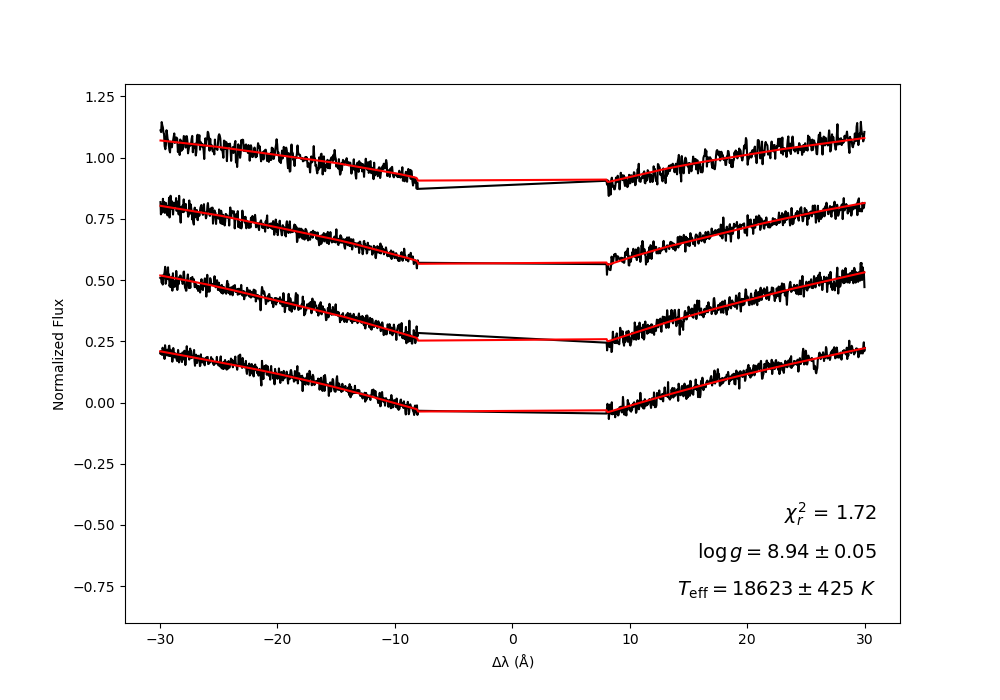 1.25
1.00
0.75
0.50
0.25
0.00
−0.25
−0.50
−0.75
Normalized Flux
χ²ᵣ = 1.72
log g = 8.94 ± 0.05
T_eff = 18623 ± 425 K
−30 −20 −10 0 10 20 30
Δλ (Å)